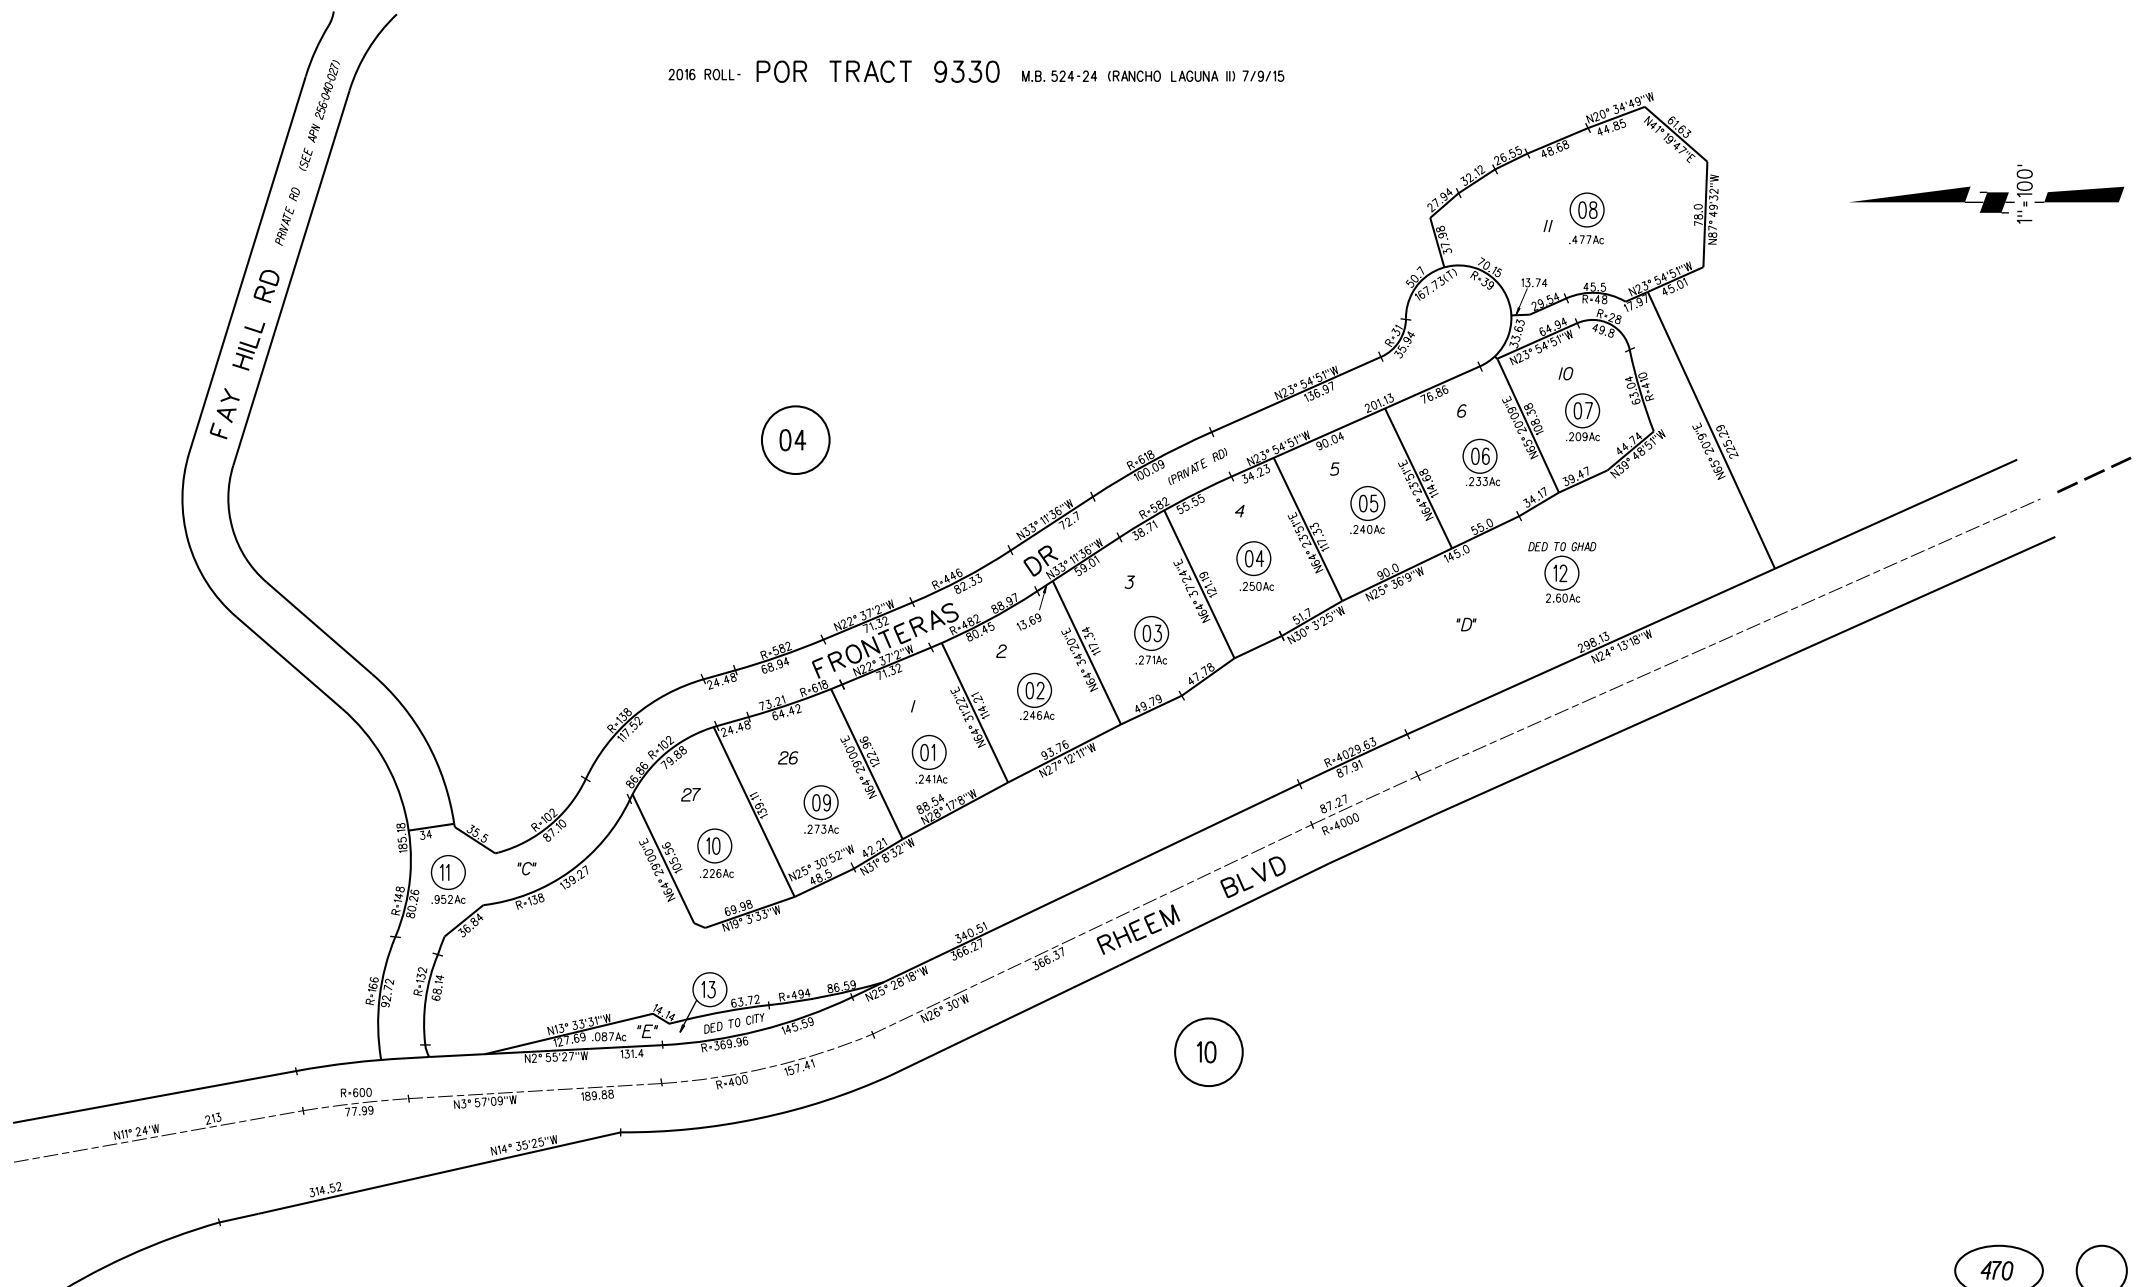 2016 ROLL- POR TRACT 9330 M.B. 524-24 (RANCHO LAGUNA II) 7/9/15
1"=100'
FAY HILL RD
PRIVATE RD (SEE APN 256-040-027)
04
N20° 34'49"W
44.85
61.63
N41° 19'47"E
48.68
26.55
32.12
27.94
37.98
11
08
.477Ac
78.0
N87° 49'32"W
50.7
167.73(T)
70.15
R=39
13.74
29.54
45.5
R=48
17.97
N23° 54'51"W
45.01
R=31
35.94
33.63
64.94
N23° 54'51"W
R=28
49.8
10
07
.209Ac
63.04
R=410
44.74
N39° 48'51"W
39.47
N65° 20'09"E
108.38
N65° 20'9"E
225.29
N23° 54'51"W
136.97
201.13
76.86
6
06
.233Ac
34.17
55.0
145.0
N64° 23'51"E
114.68
R=618
100.09
(PRIVATE RD)
N23° 54'51"W
90.04
34.23
5
05
.240Ac
90.0
N25° 36'9"W
N64° 23'51"E
117.33
N33° 11'36"W
72.7
R=582
55.55
38.71
4
04
.250Ac
51.7
N30° 3'25"W
N64° 37'24"E
121.19
DED TO GHAD
12
2.60Ac
"D"
R=446
82.33
FRONTERAS DR
N33° 11'36"W
59.01
3
03
.271Ac
47.78
49.79
N64° 34'20"E
117.34
N22° 37'2"W
71.32
R=482
80.45
88.97
13.69
2
02
.246Ac
93.76
N27° 12'11"W
N64° 31'22"E
114.21
R=582
68.94
24.48
N22° 37'2"W
71.32
1
01
.241Ac
88.54
N28° 17'8"W
N64° 29'00"E
122.96
R=138
117.52
73.21
R=618
64.42
24.48
26
09
.273Ac
42.21
N31° 8'32"W
N25° 30'52"W
48.5
139.11
R=102
79.88
86.86
27
10
.226Ac
69.98
N19° 3'33"W
N64° 29'00"E
105.56
R=102
87.10
35.5
34
185.18
11
.952Ac
"C"
R=138
139.27
36.84
R=148
80.26
R=166
92.72
R=132
68.14
298.13
N24° 13'18"W
R=4029.63
87.91
87.27
R=4000
RHEEM BLVD
340.51
366.27
N25° 28'18"W
366.37
N26° 30'W
13
14.14
63.72
R=494
86.59
N13° 33'31"W
127.69
.087Ac
"E"
DED TO CITY
N2° 55'27"W
131.4
R=369.96
145.59
R=400
157.41
R=600
77.99
N3° 57'09"W
189.88
N11° 24'W
213
N14° 35'25"W
314.52
10
470